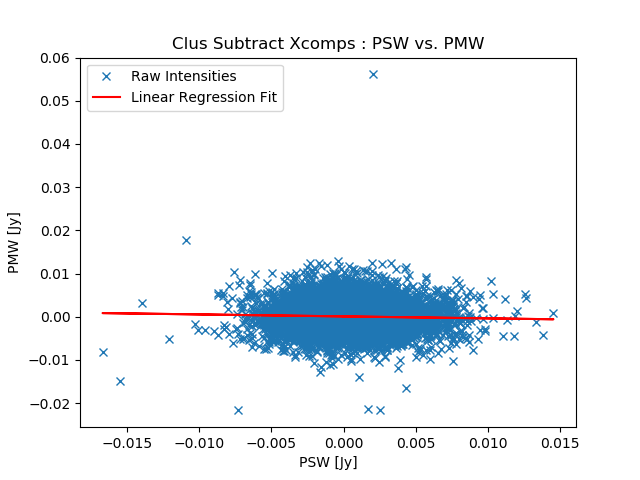 Clus Subtract Xcomps : PSW vs. PMW
Raw Intensities
Linear Regression Fit
PMW [Jy]
0.06
0.05
0.04
0.03
0.02
0.01
0.00
−0.01
−0.02
−0.015 −0.010 −0.005 0.000 0.005 0.010 0.015
PSW [Jy]